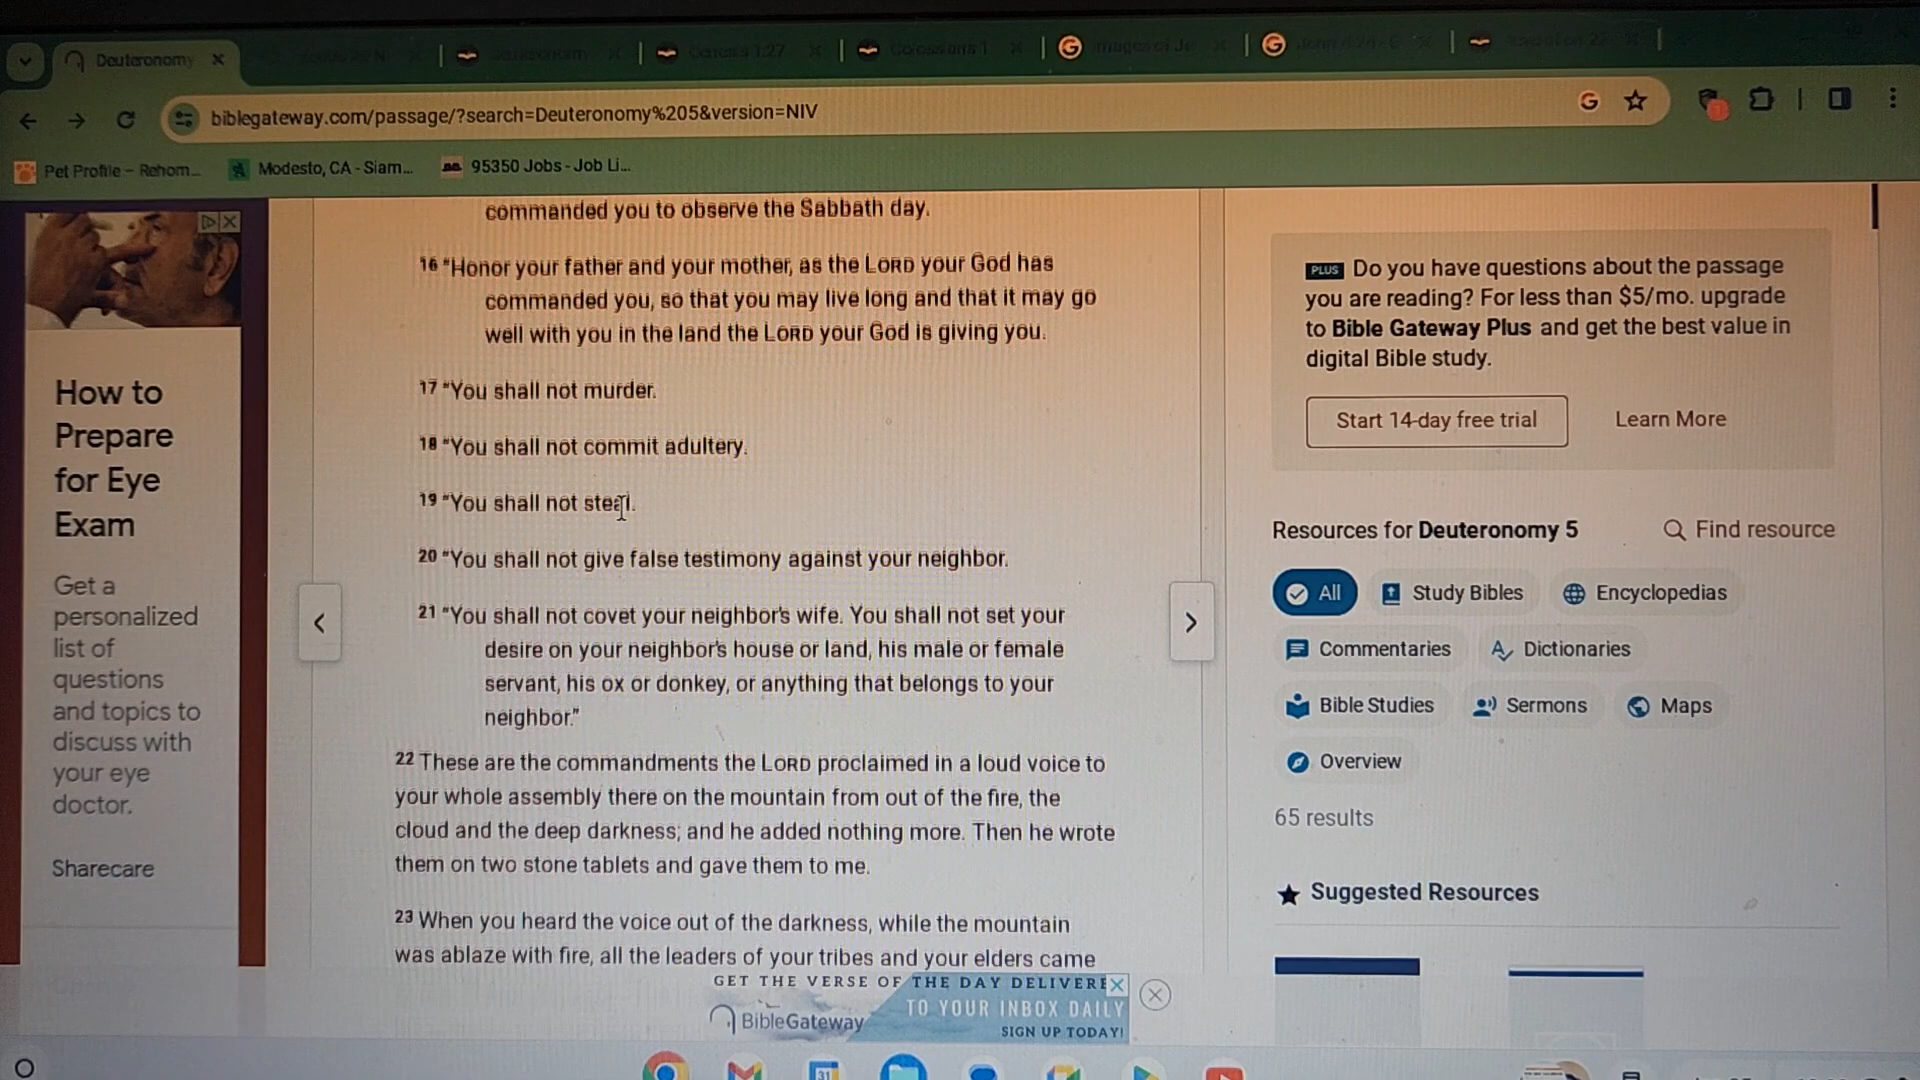 Deuteronomy
Genesis 1:27
Colossians 1
biblegateway.com/passage/?search=Deuteronomy%205&version=NIV
Pet Profile – Rehom...
Modesto, CA - Siam...
95350 Jobs - Job Li...
commanded you to observe the Sabbath day.
16 "Honor your father and your mother, as the LORD your God has
commanded you, so that you may live long and that it may go
well with you in the land the LORD your God is giving you.
17 "You shall not murder.
18 "You shall not commit adultery.
19 "You shall not steal.
20 "You shall not give false testimony against your neighbor.
21 "You shall not covet your neighbor's wife. You shall not set your
desire on your neighbor's house or land, his male or female
servant, his ox or donkey, or anything that belongs to your
neighbor."
22 These are the commandments the LORD proclaimed in a loud voice to
your whole assembly there on the mountain from out of the fire, the
cloud and the deep darkness; and he added nothing more. Then he wrote
them on two stone tablets and gave them to me.
23 When you heard the voice out of the darkness, while the mountain
was ablaze with fire, all the leaders of your tribes and your elders came
How to
Prepare
for Eye
Exam
Get a
personalized
list of
questions
and topics to
discuss with
your eye
doctor.
Sharecare
PLUS Do you have questions about the passage
you are reading? For less than $5/mo. upgrade
to Bible Gateway Plus and get the best value in
digital Bible study.
Start 14-day free trial
Learn More
Resources for Deuteronomy 5
Find resource
All
Study Bibles
Encyclopedias
Commentaries
Dictionaries
Bible Studies
Sermons
Maps
Overview
65 results
Suggested Resources
GET THE VERSE OF THE DAY DELIVERE
TO YOUR INBOX DAILY
BibleGateway
SIGN UP TODAY!
31